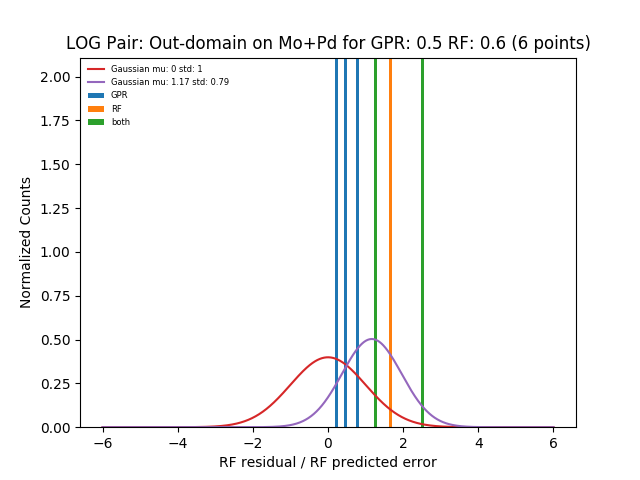 LOG Pair: Out-domain on Mo+Pd for GPR: 0.5 RF: 0.6 (6 points)
Gaussian mu: 0 std: 1
Gaussian mu: 1.17 std: 0.79
GPR
RF
both
2.00
1.75
1.50
1.25
1.00
0.75
0.50
0.25
0.00
Normalized Counts
−6 −4 −2 0 2 4 6
RF residual / RF predicted error